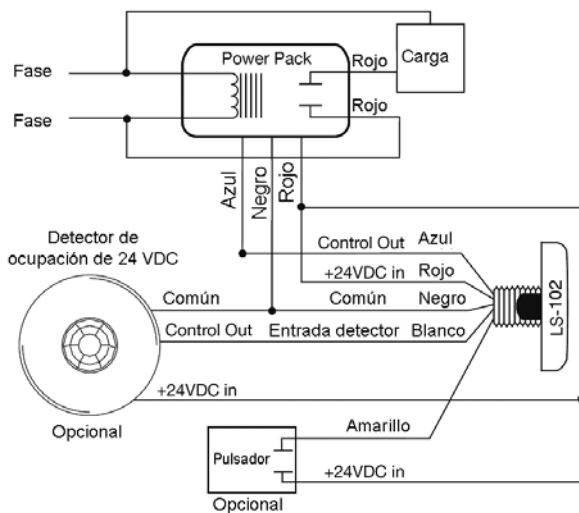 Power Pack
Rojo
Carga
Fase
Rojo
Fase
Azul
Negro
Rojo
Detector de
ocupación de 24 VDC
Control Out Azul
+24VDC in Rojo
Común Común Negro
Control Out Entrada detector Blanco
LS-102
+24VDC in
Opcional
Amarillo
Pulsador
+24VDC in
Opcional